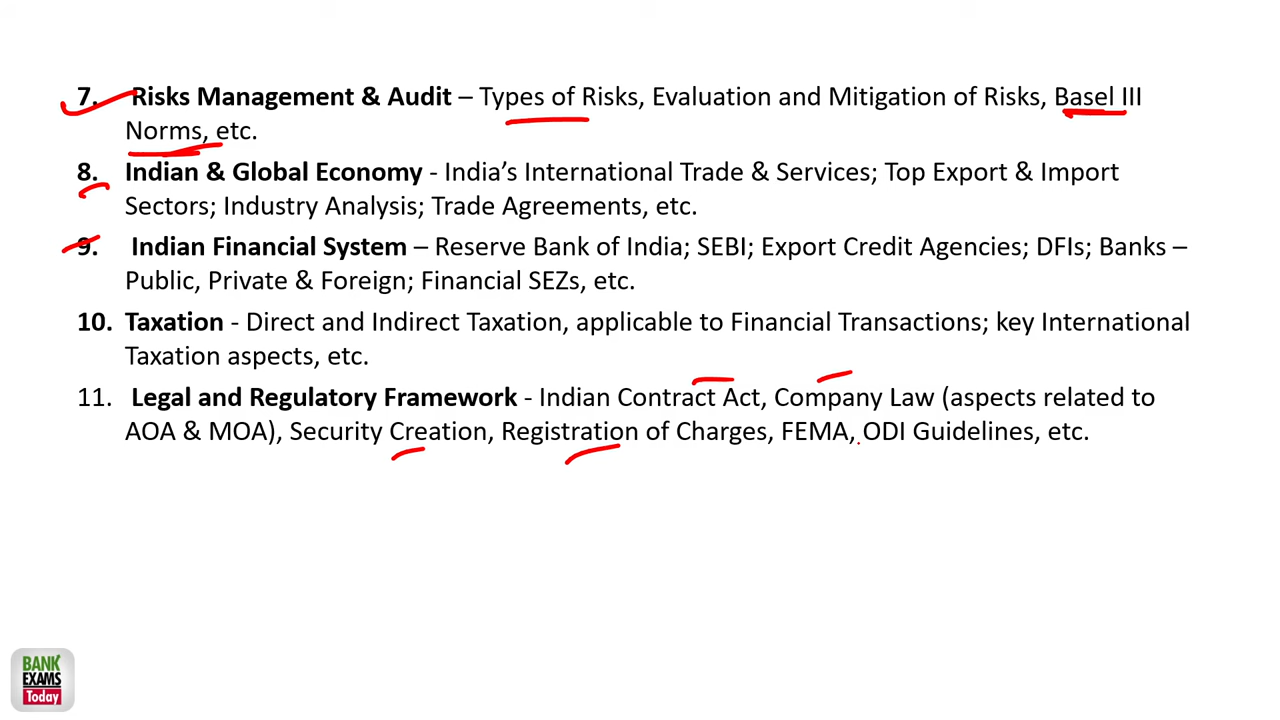 7. Risks Management & Audit – Types of Risks, Evaluation and Mitigation of Risks, Basel III
Norms, etc.
8. Indian & Global Economy - India's International Trade & Services; Top Export & Import
Sectors; Industry Analysis; Trade Agreements, etc.
9. Indian Financial System – Reserve Bank of India; SEBI; Export Credit Agencies; DFIs; Banks –
Public, Private & Foreign; Financial SEZs, etc.
10. Taxation - Direct and Indirect Taxation, applicable to Financial Transactions; key International
Taxation aspects, etc.
11. Legal and Regulatory Framework - Indian Contract Act, Company Law (aspects related to
AOA & MOA), Security Creation, Registration of Charges, FEMA, ODI Guidelines, etc.
BANK
EXAMS
Today